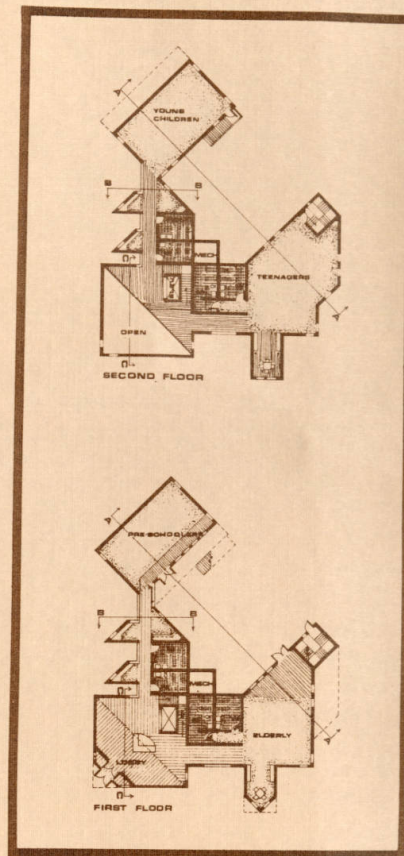 A
YOUNG
CHILDREN
B
B
MECH
TEENAGERS
A
OPEN
SECOND FLOOR
A
PRE-SCHOOLERS
B
B
MECH
ELDERLY
A
LOBBY
FIRST FLOOR